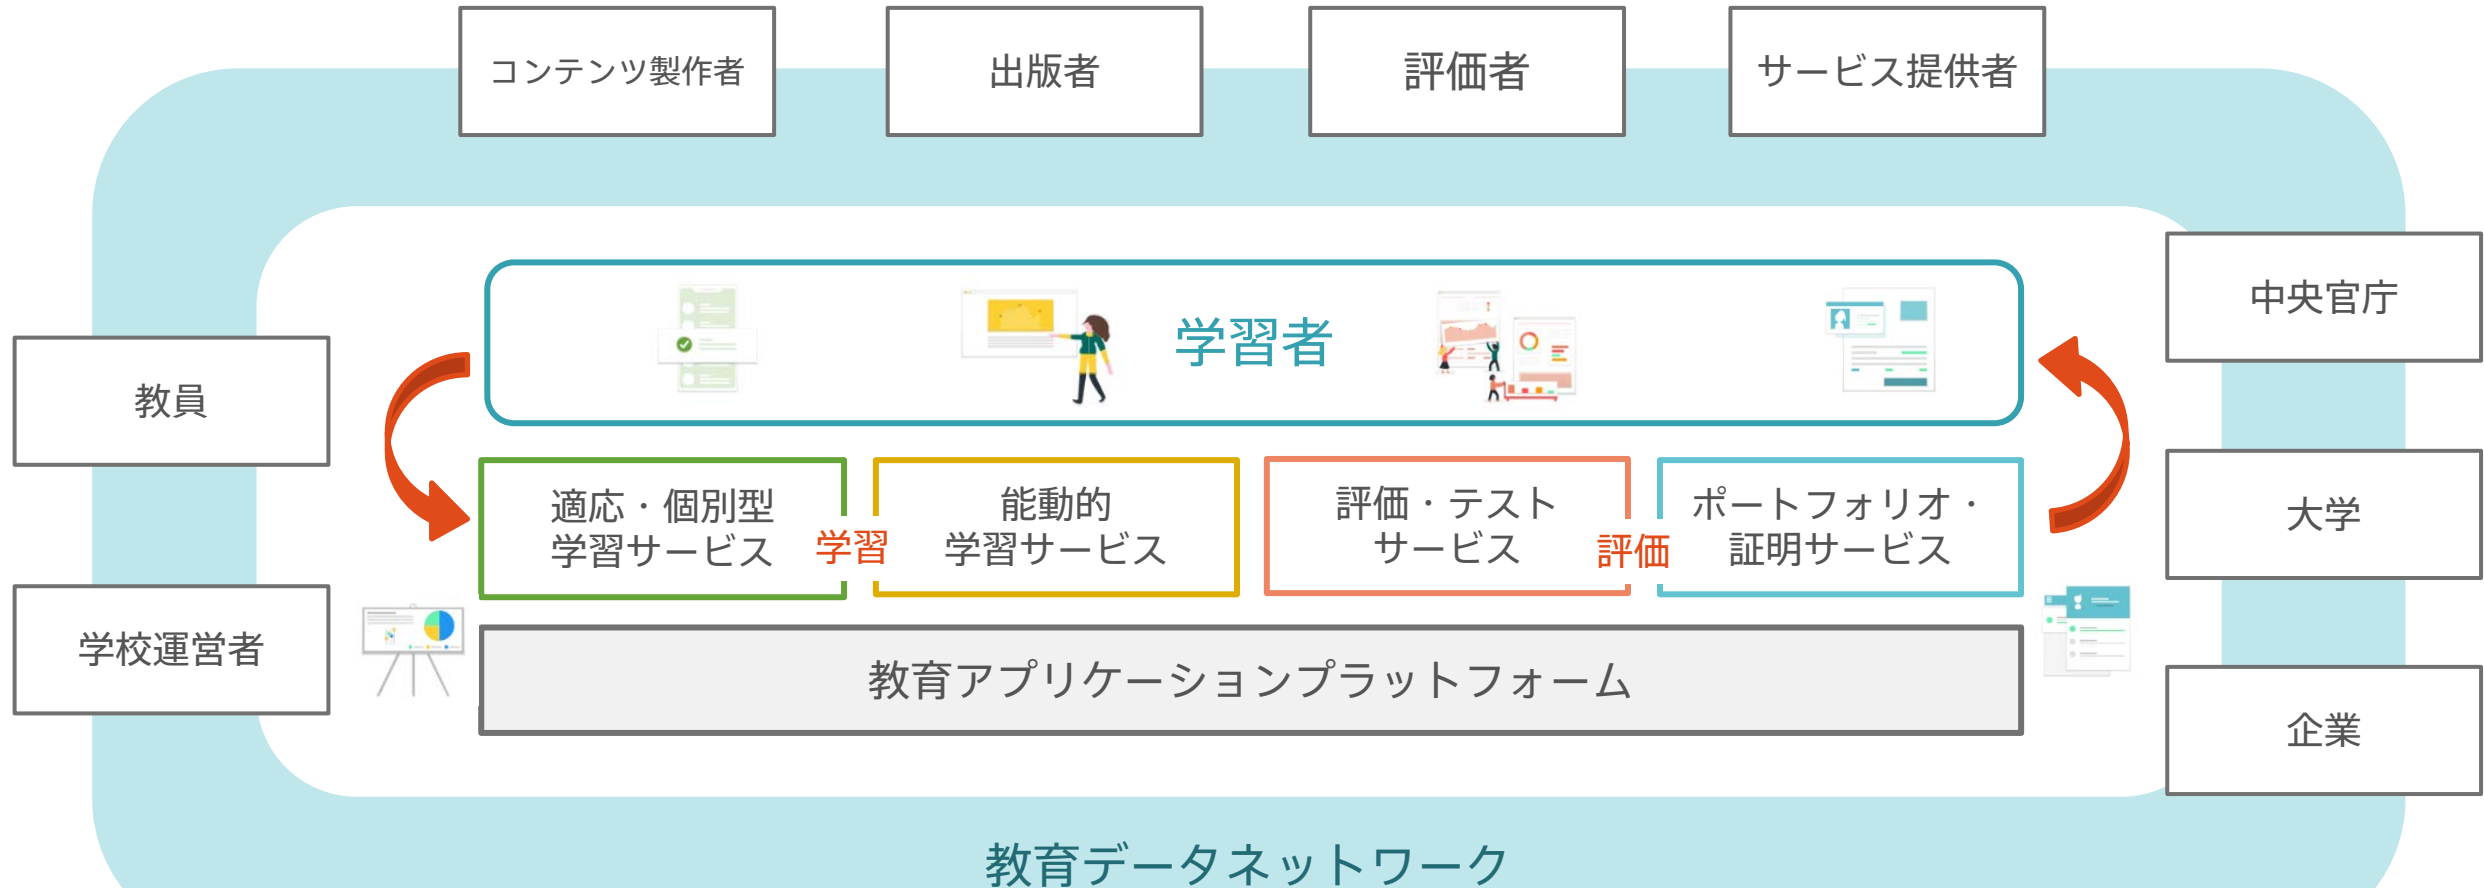 コンテンツ製作者
出版者
評価者
サービス提供者
中央官庁
学習者
教員
適応・個別型
学習サービス
学習
能動的
学習サービス
評価・テスト
サービス
評価
ポートフォリオ・
証明サービス
大学
学校運営者
教育アプリケーションプラットフォーム
企業
教育データネットワーク